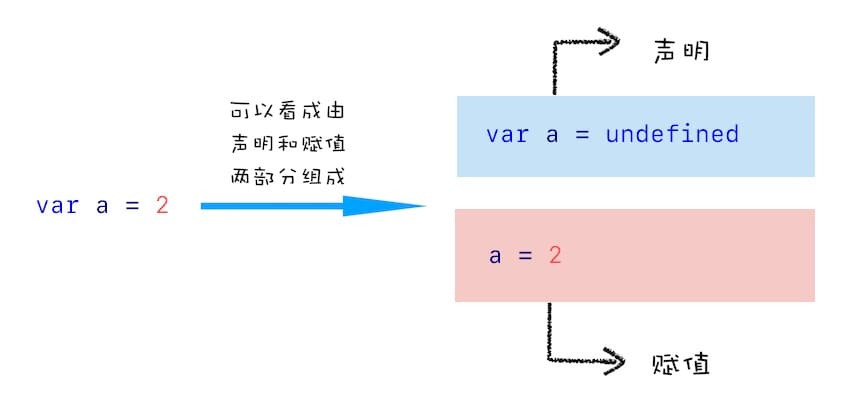 声明
可以看成由
声明和赋值
两部分组成
var a = undefined
var a = 2
a = 2
赋值